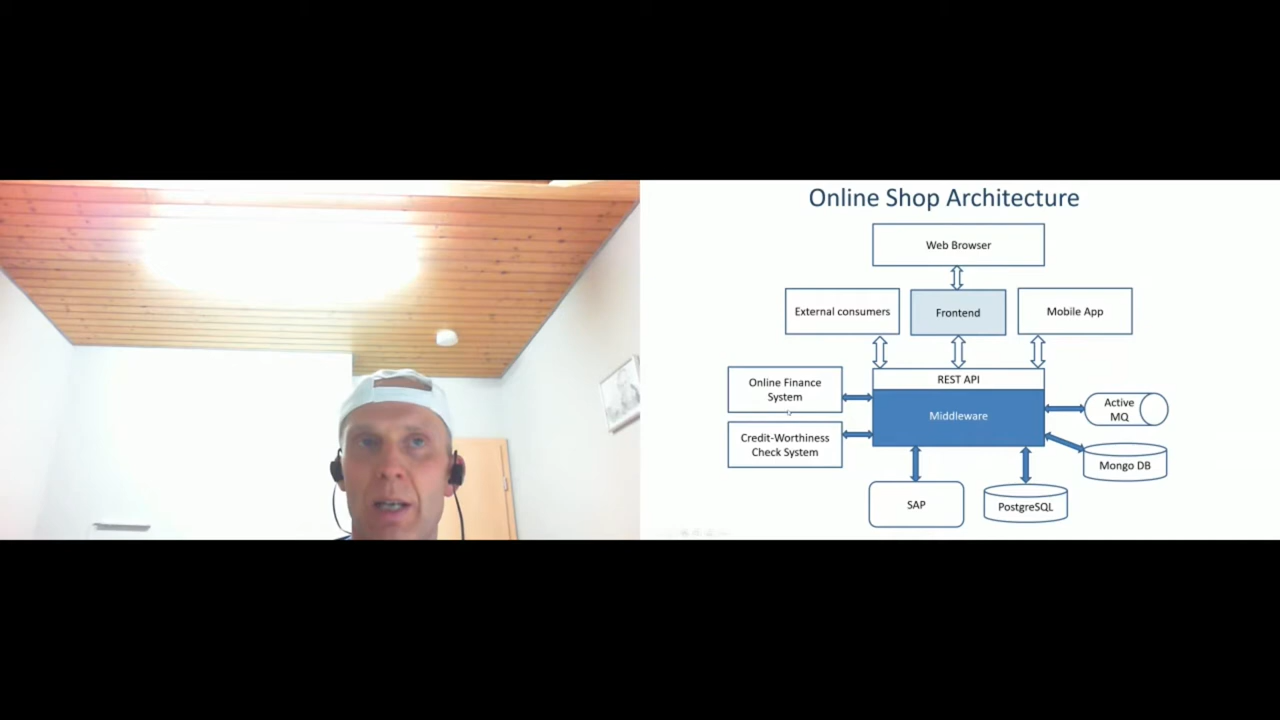 Online Shop Architecture
Web Browser
External consumers
Frontend
Mobile App
REST API
Online Finance
System
Middleware
Active
MQ
Credit-Worthiness
Check System
Mongo DB
SAP
PostgreSQL